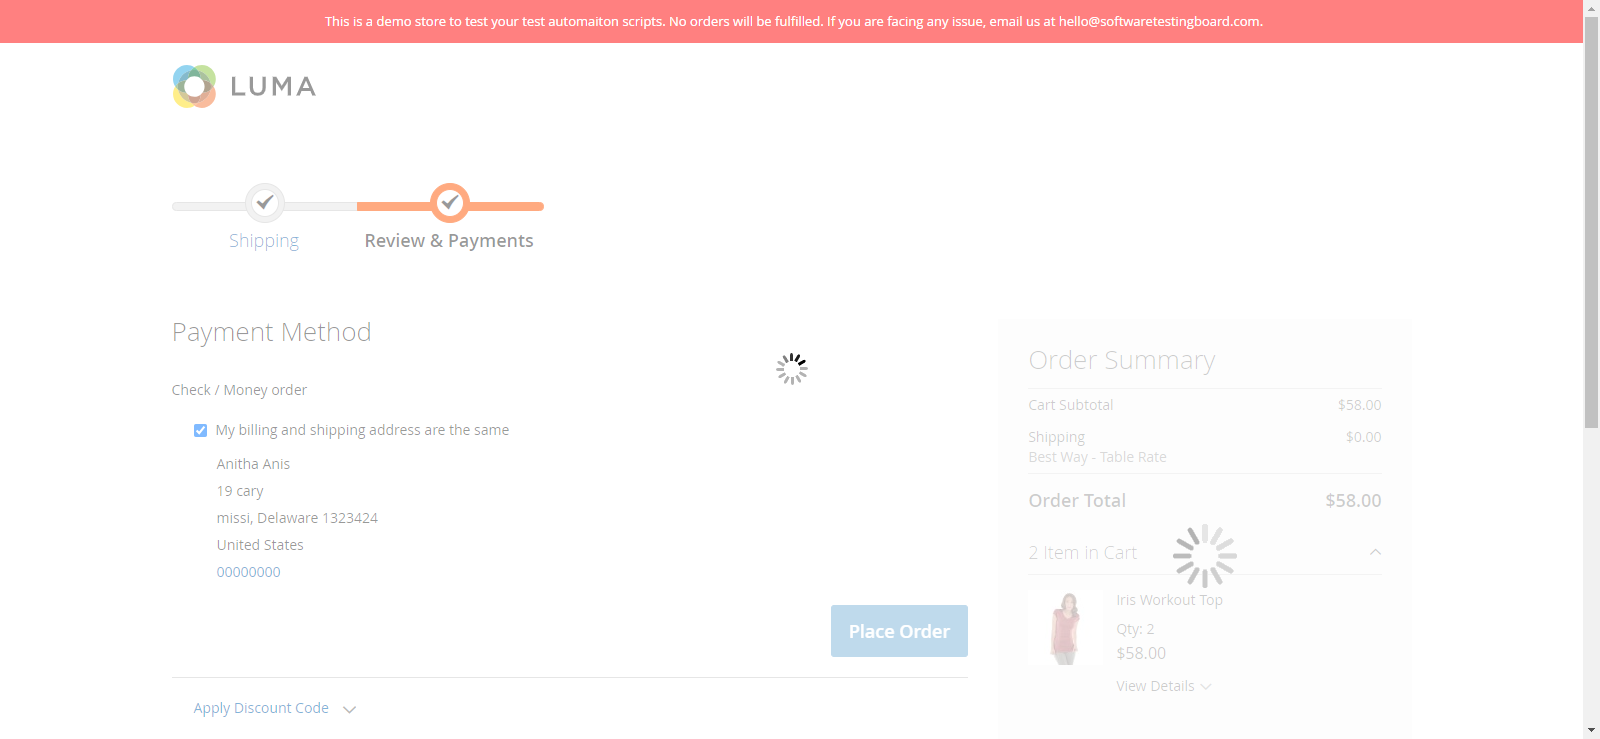 This is a demo store to test your test automaiton scripts. No orders will be fulfilled. If you are facing any issue, email us at hello@softwaretestingboard.com.
LUMA
Shipping
Review & Payments
Payment Method
Check / Money order
My billing and shipping address are the same
Anitha Anis
19 cary
missi, Delaware 1323424
United States
00000000
Place Order
Apply Discount Code
Order Summary
Cart Subtotal $58.00
Shipping $0.00
Best Way - Table Rate
Order Total $58.00
2 Item in Cart
Iris Workout Top
Qty: 2
$58.00
View Details